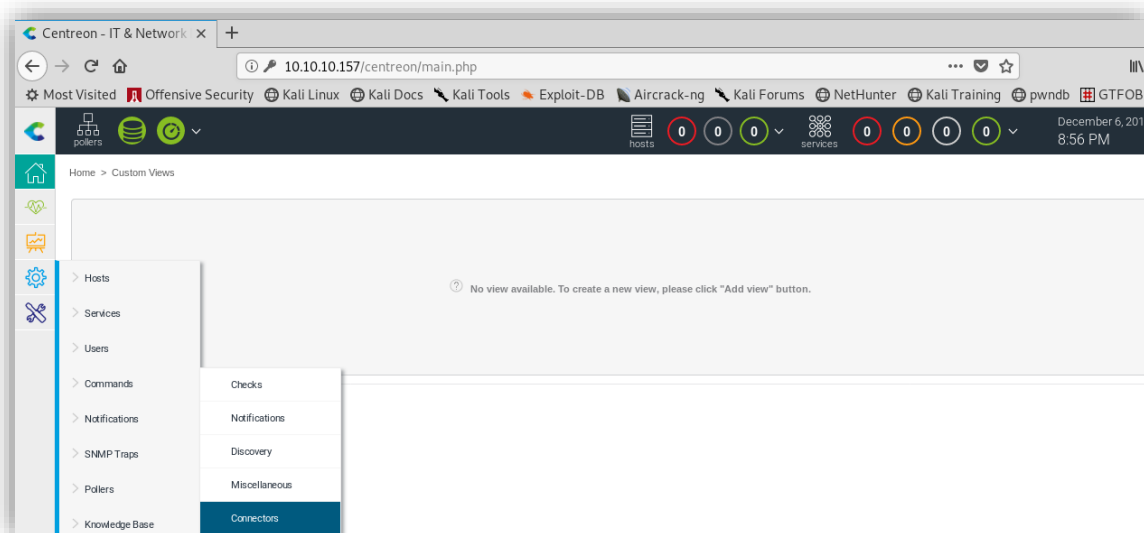 Centreon - IT & Network
10.10.10.157/centreon/main.php
Most Visited Offensive Security Kali Linux Kali Docs Kali Tools Exploit-DB Aircrack-ng Kali Forums NetHunter Kali Training pwndb GTFOB
pollers
hosts
0 0 0
services
0 0 0 0
December 6, 201
8:56 PM
Home > Custom Views
No view available. To create a new view, please click "Add view" button.
Hosts
Services
Users
Commands
Notifications
SNMP Traps
Pollers
Knowledge Base
Checks
Notifications
Discovery
Miscellaneous
Connectors